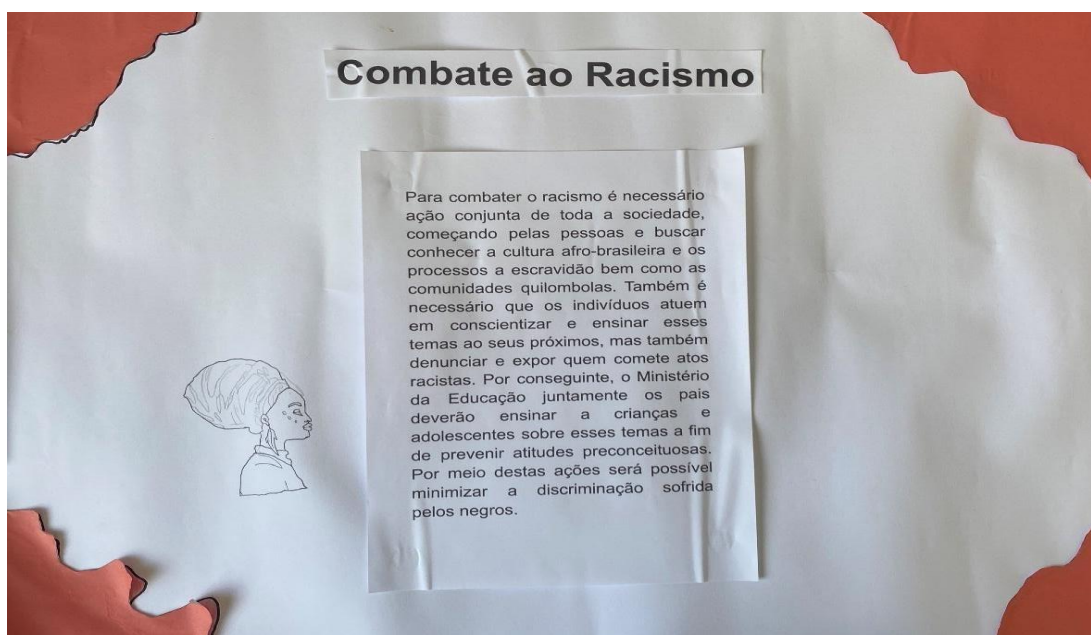 Combate ao Racismo
Para combater o racismo é necessário
ação conjunta de toda a sociedade,
começando pelas pessoas e buscar
conhecer a cultura afro-brasileira e os
processos a escravidão bem como as
comunidades quilombolas. Também é
necessário que os indivíduos atuem
em conscientizar e ensinar esses
temas ao seus próximos, mas também
denunciar e expor quem comete atos
racistas. Por conseguinte, o Ministério
da Educação juntamente os pais
deverão ensinar a crianças e
adolescentes sobre esses temas a fim
de prevenir atitudes preconceituosas.
Por meio destas ações será possível
minimizar a discriminação sofrida
pelos negros.